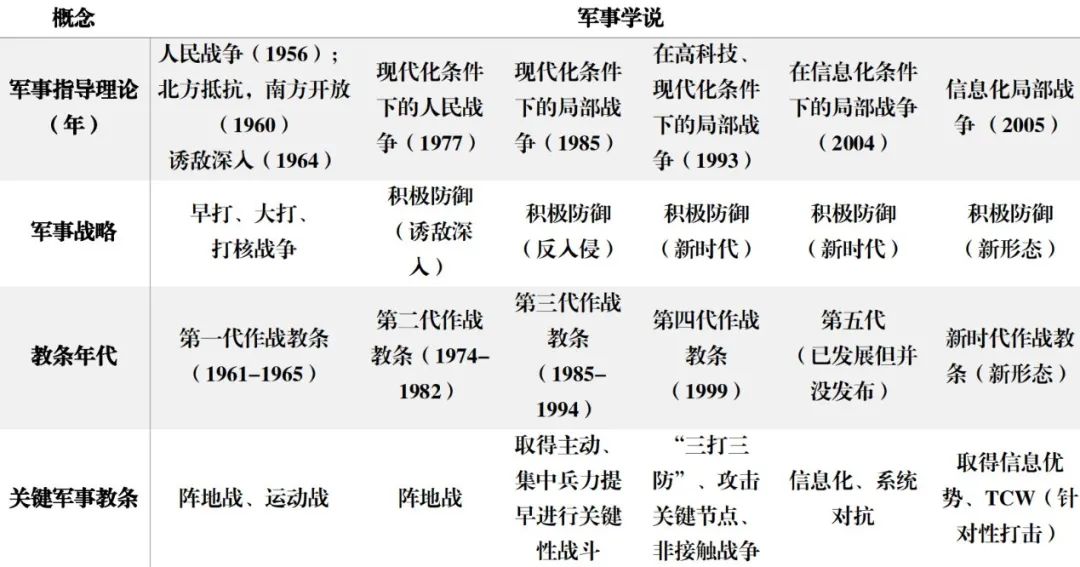 概念
军事学说
军事指导理论
（年）
人民战争（1956）；
北方抵抗，南方开放
（1960）
诱敌深入（1964）
现代化条件
下的人民战
争（1977）
现代化条件
下的局部战
争（1985）
在高科技、
现代化条件
下的局部战
争（1993）
在信息化条件
下的局部战争
（2004）
信息化局部战
争 （2005）
军事战略
早打、大打、
打核战争
积极防御
（诱敌深
入）
积极防御
（反入侵）
积极防御
（新时代）
积极防御
（新时代）
积极防御
（新形态）
教条年代
第一代作战教条
（1961-1965）
第二代作战
教条（1974-
1982）
第三代作战
教条
（1985-
1994）
第四代作战
教条
（1999）
第五代
（已发展但并
没发布）
新时代作战教
条（新形态）
关键军事教条
阵地战、运动战
阵地战
取得主动、
集中兵力提
早进行关键
性战斗
“三打三
防”、攻击
关键节点、
非接触战争
信息化、系统
对抗
取得信息优
势、TCW（针
对性打击）